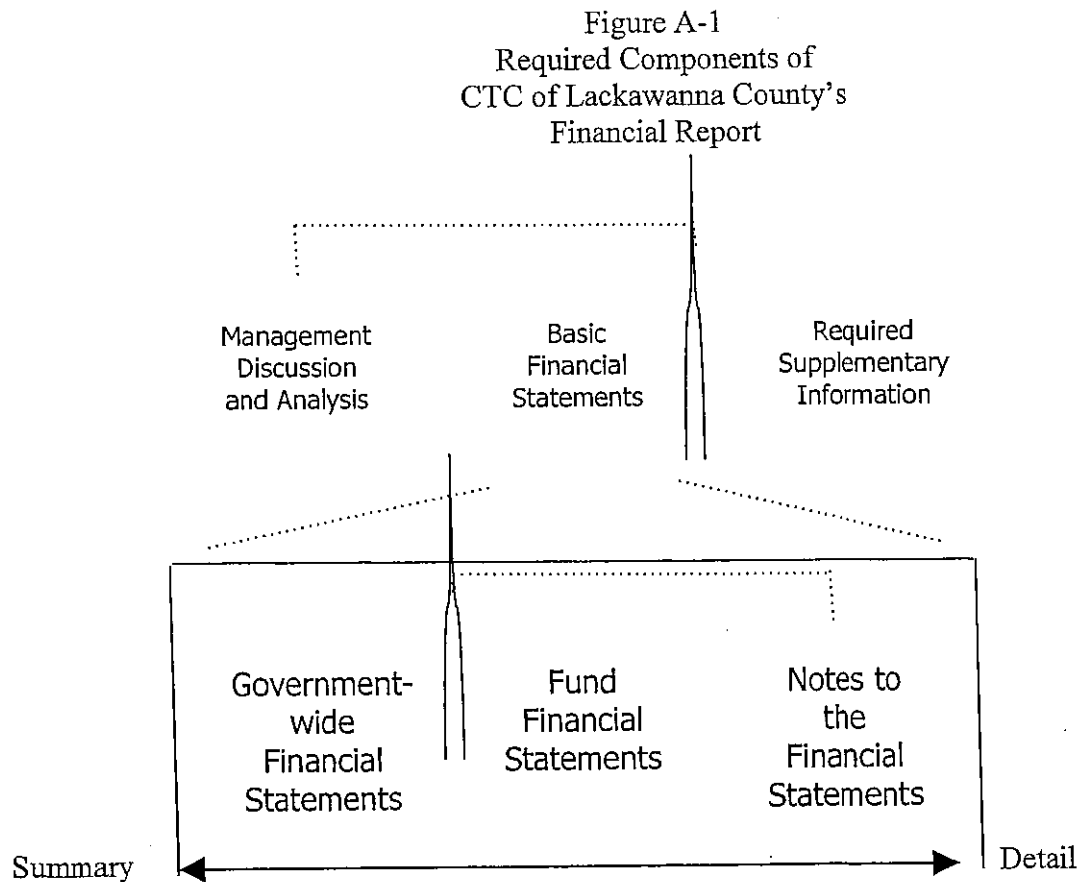 Figure A-1
Required Components of
CTC of Lackawanna County's
Financial Report
Management
Discussion
and Analysis
Basic
Financial
Statements
Required
Supplementary
Information
Government-
wide
Financial
Statements
Fund
Financial
Statements
Notes to
the
Financial
Statements
Summary
Detail